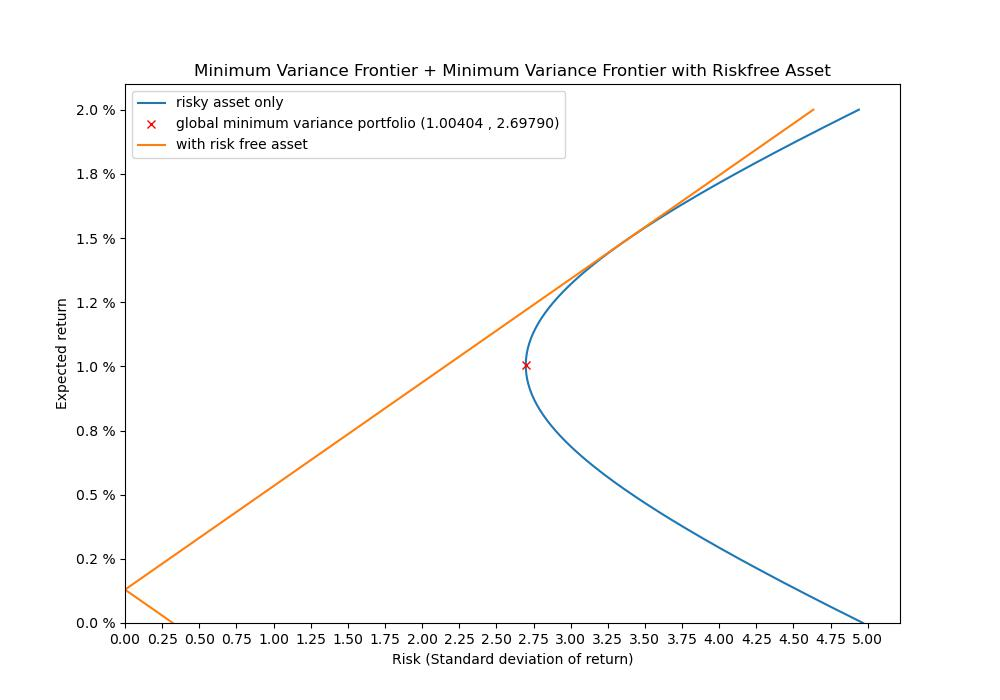 Minimum Variance Frontier + Minimum Variance Frontier with Riskfree Asset
risky asset only
global minimum variance portfolio (1.00404 , 2.69790)
with risk free asset
2.0 %
1.8 %
1.5 %
1.2 %
1.0 %
0.8 %
0.5 %
0.2 %
0.0 %
Expected return
0.00 0.25 0.50 0.75 1.00 1.25 1.50 1.75 2.00 2.25 2.50 2.75 3.00 3.25 3.50 3.75 4.00 4.25 4.50 4.75 5.00
Risk (Standard deviation of return)